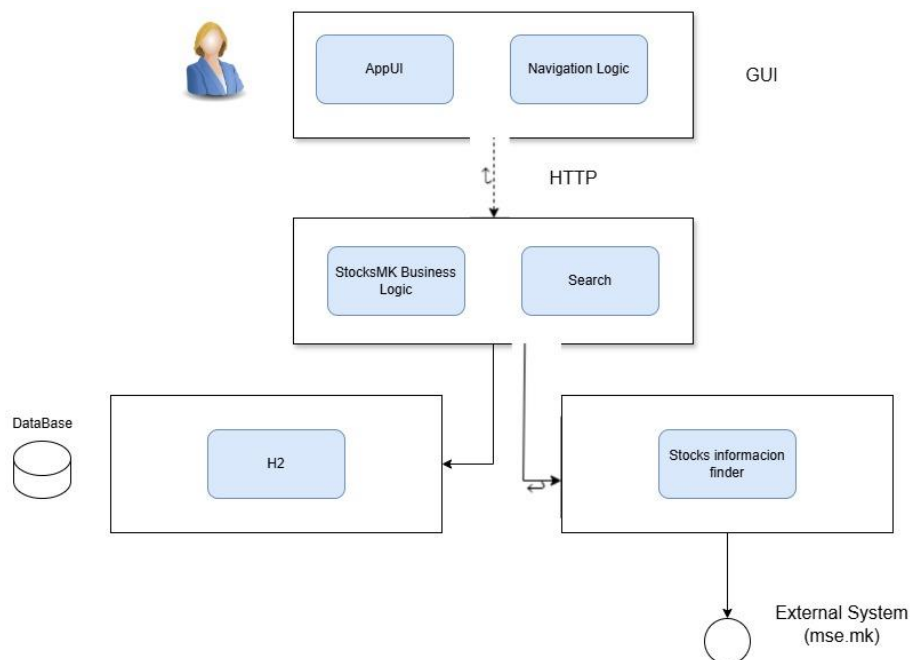 AppUI
Navigation Logic
GUI
HTTP
StocksMK Business
Logic
Search
DataBase
H2
Stocks informacion
finder
External System
(mse.mk)